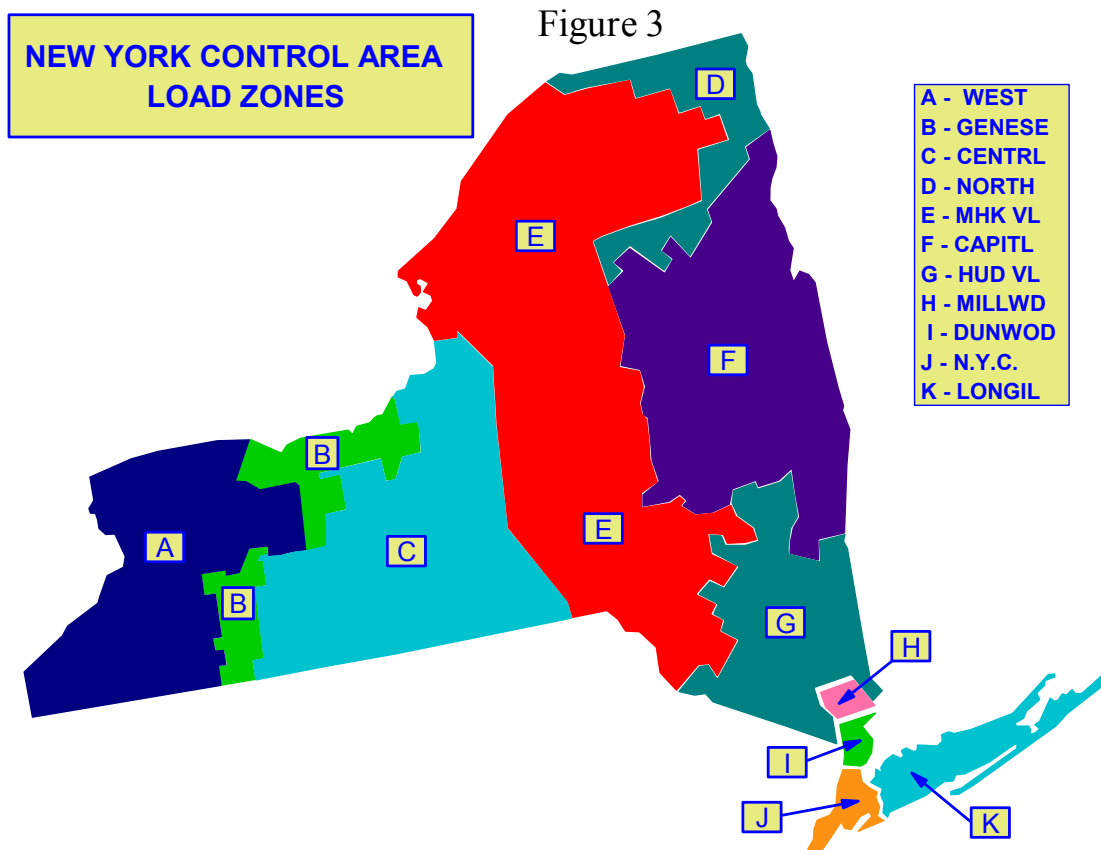 Figure 3
NEW YORK CONTROL AREA
LOAD ZONES
A - WEST
B - GENESE
C - CENTRL
D - NORTH
E - MHK VL
F - CAPITL
G - HUD VL
H - MILLWD
I - DUNWOD
J - N.Y.C.
K - LONGIL
D
E
F
B
A
C
E
B
G
H
I
J
K